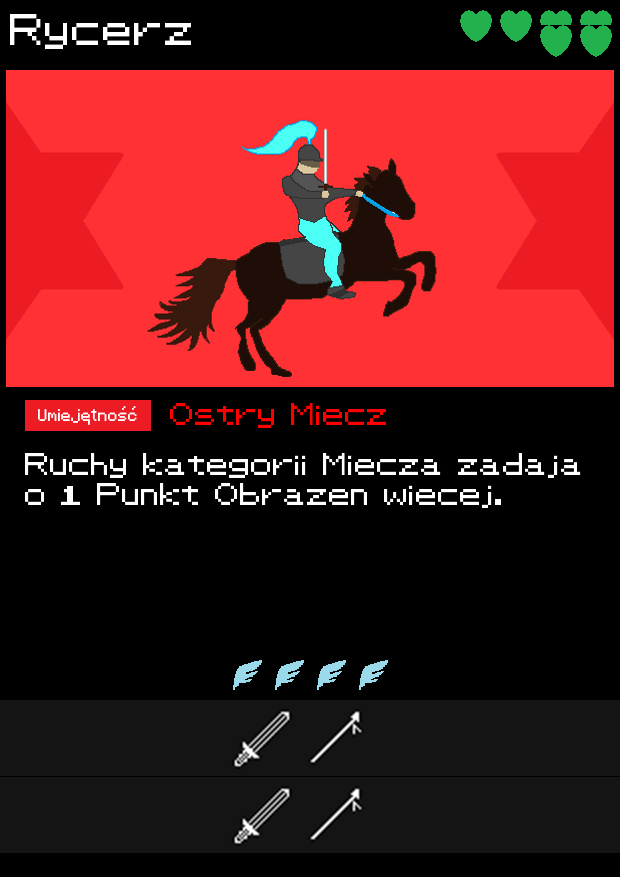 Rycerz
Umiejętność Ostry Miecz
Ruchy kategorii Miecza zadaja
o 1 Punkt Obrazen wiecej.